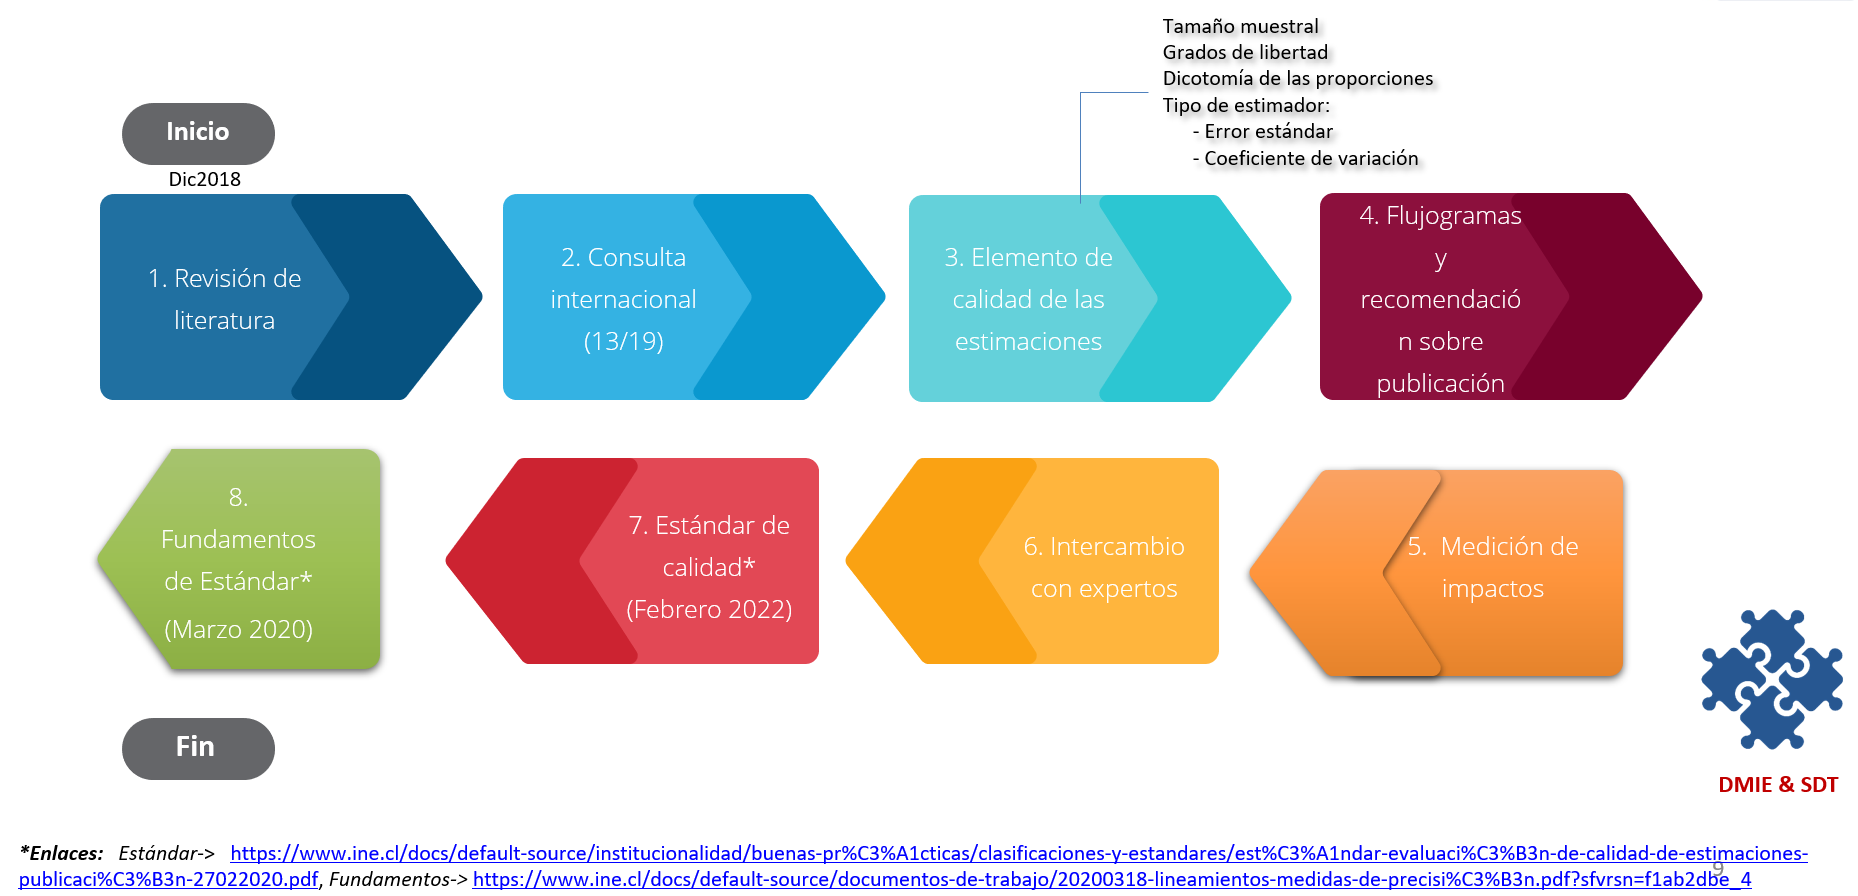 Tamaño muestral
Grados de libertad
Dicotomía de las proporciones
Tipo de estimador:
- Error estándar
- Coeficiente de variación
Inicio
Dic2018
1. Revisión de
literatura
2. Consulta
internacional
(13/19)
3. Elemento de
calidad de las
estimaciones
4. Flujogramas
y
recomendació
n sobre
publicación
5. Medición de
impactos
6. Intercambio
con expertos
7. Estándar de
calidad*
(Febrero 2022)
8.
Fundamentos
de Estándar*
(Marzo 2020)
Fin
DMIE & SDT
*Enlaces: Estándar-> https://www.ine.cl/docs/default-source/institucionalidad/buenas-pr%C3%A1cticas/clasificaciones-y-estandares/est%C3%A1ndar-evaluaci%C3%B3n-de-calidad-de-estimaciones-
publicaci%C3%B3n-27022020.pdf, Fundamentos-> https://www.ine.cl/docs/default-source/documentos-de-trabajo/20200318-lineamientos-medidas-de-precisi%C3%B3n.pdf?sfvrsn=f1ab2dbe_4
9